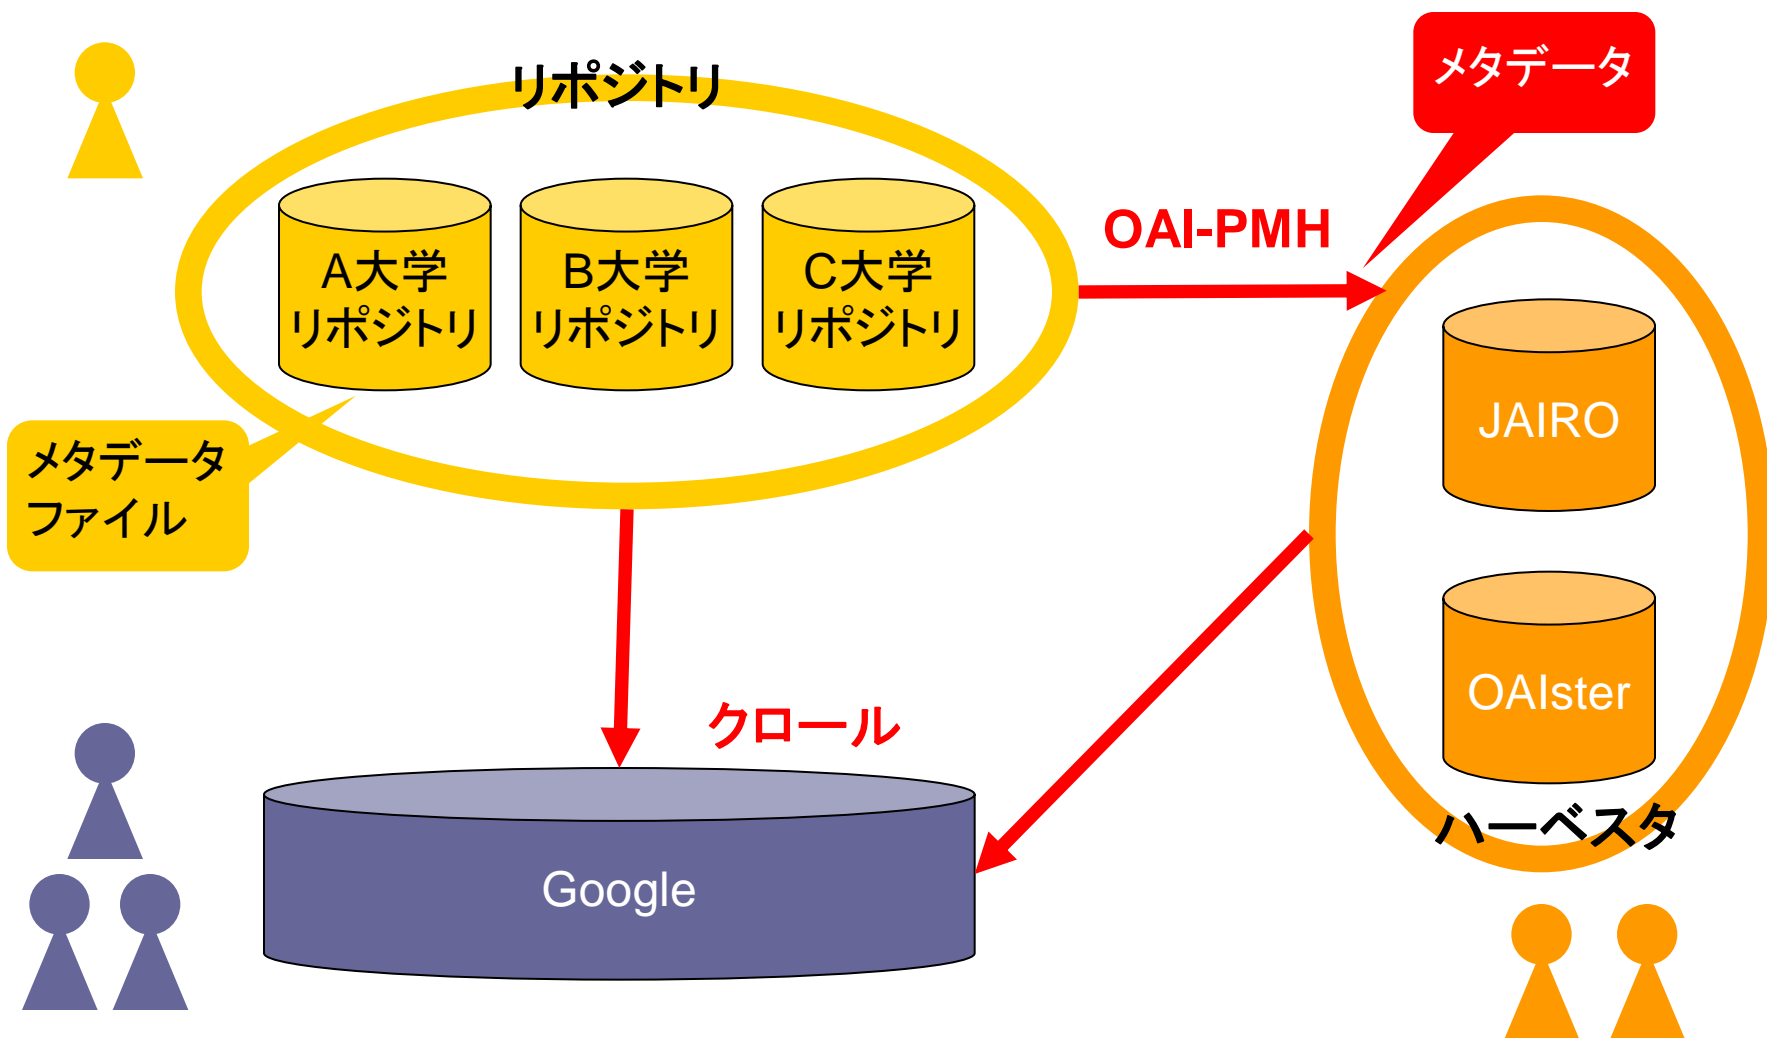 リポジトリ
メタデータ
A大学
リポジトリ
B大学
リポジトリ
C大学
リポジトリ
OAI-PMH
JAIRO
メタデータ
ファイル
OAIster
クロール
ハーベスタ
Google